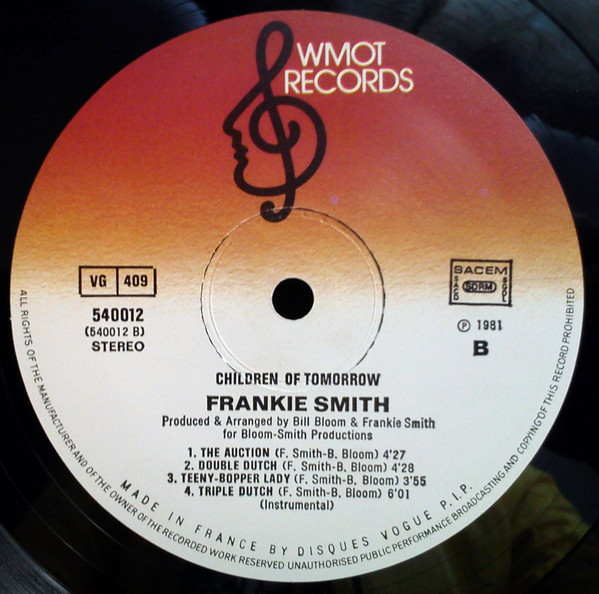 WMOT
RECORDS
VG 409
540012
(540012 B)
STEREO
SACEM
SACD
SDRM
SGDL
℗ 1981
B
CHILDREN OF TOMORROW
FRANKIE SMITH
Produced & Arranged by Bill Bloom & Frankie Smith
for Bloom-Smith Productions
1. THE AUCTION (F. Smith-B. Bloom) 4'27
2. DOUBLE DUTCH (F. Smith-B. Bloom) 4'28
3. TEENY-BOPPER LADY (F. Smith-B. Bloom) 3'55
4. TRIPLE DUTCH (F. Smith-B. Bloom) 6'01
(Instrumental)
MADE IN FRANCE BY DISQUES VOGUE P.I.P.
ALL RIGHTS OF THE MANUFACTURER AND OF THE OWNER OF THE RECORDED WORK RESERVED UNAUTHORISED PUBLIC PERFORMANCE BROADCASTING AND COPYING OF THIS RECORD PROHIBITED